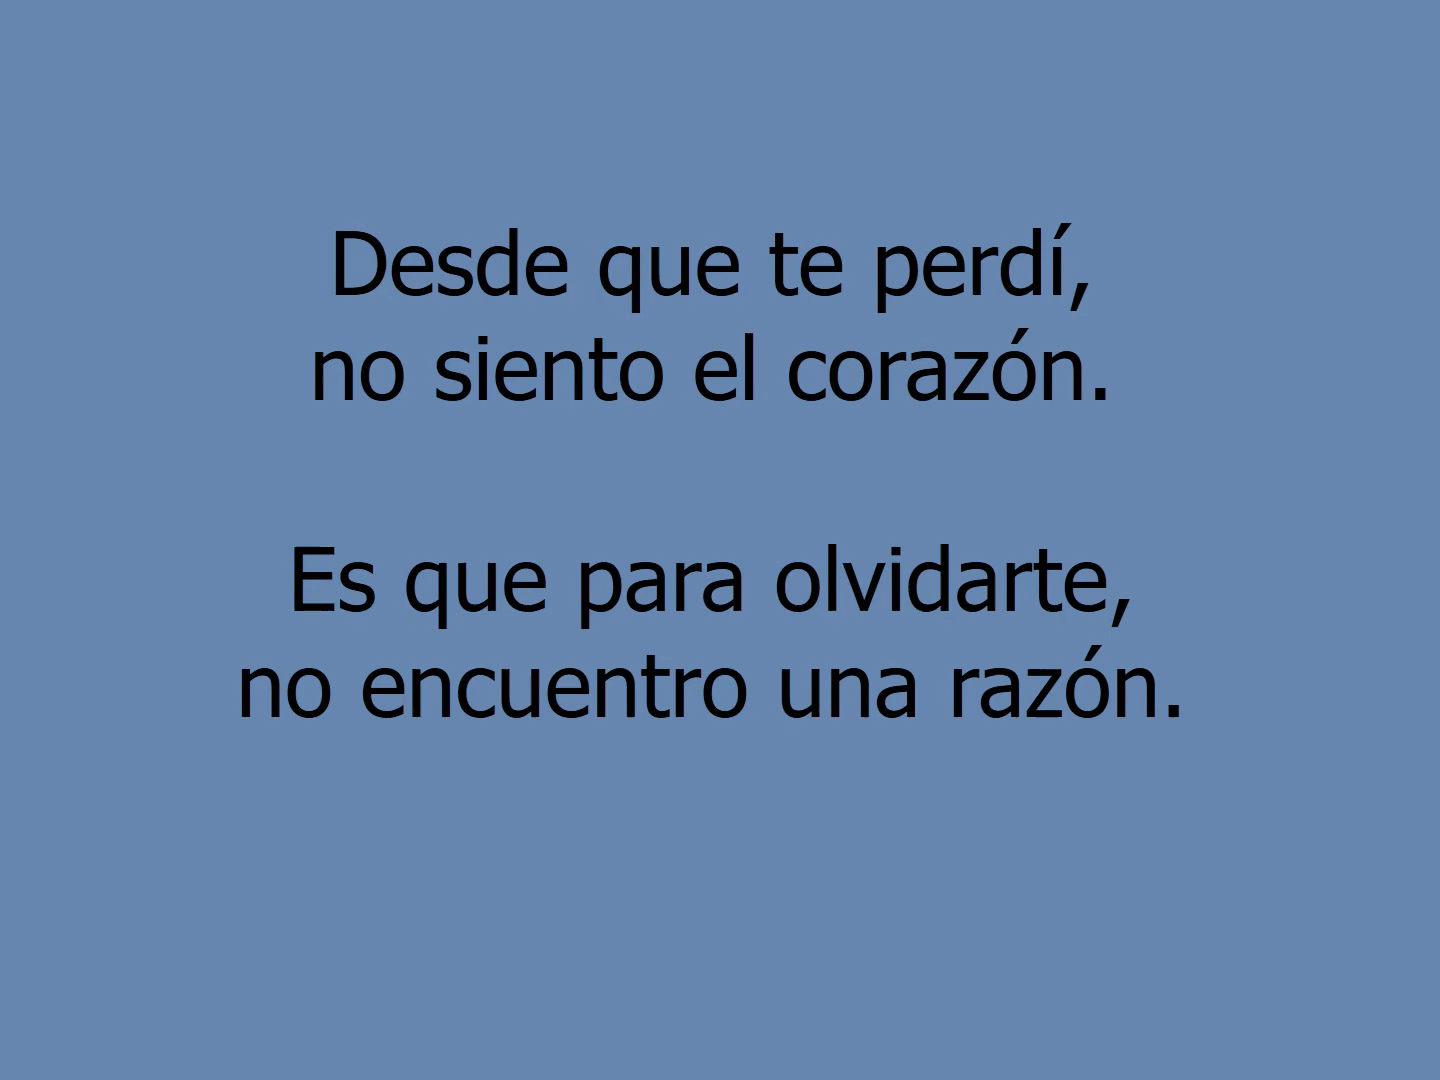 Desde que te perdí,
no siento el corazón.
Es que para olvidarte,
no encuentro una razón.